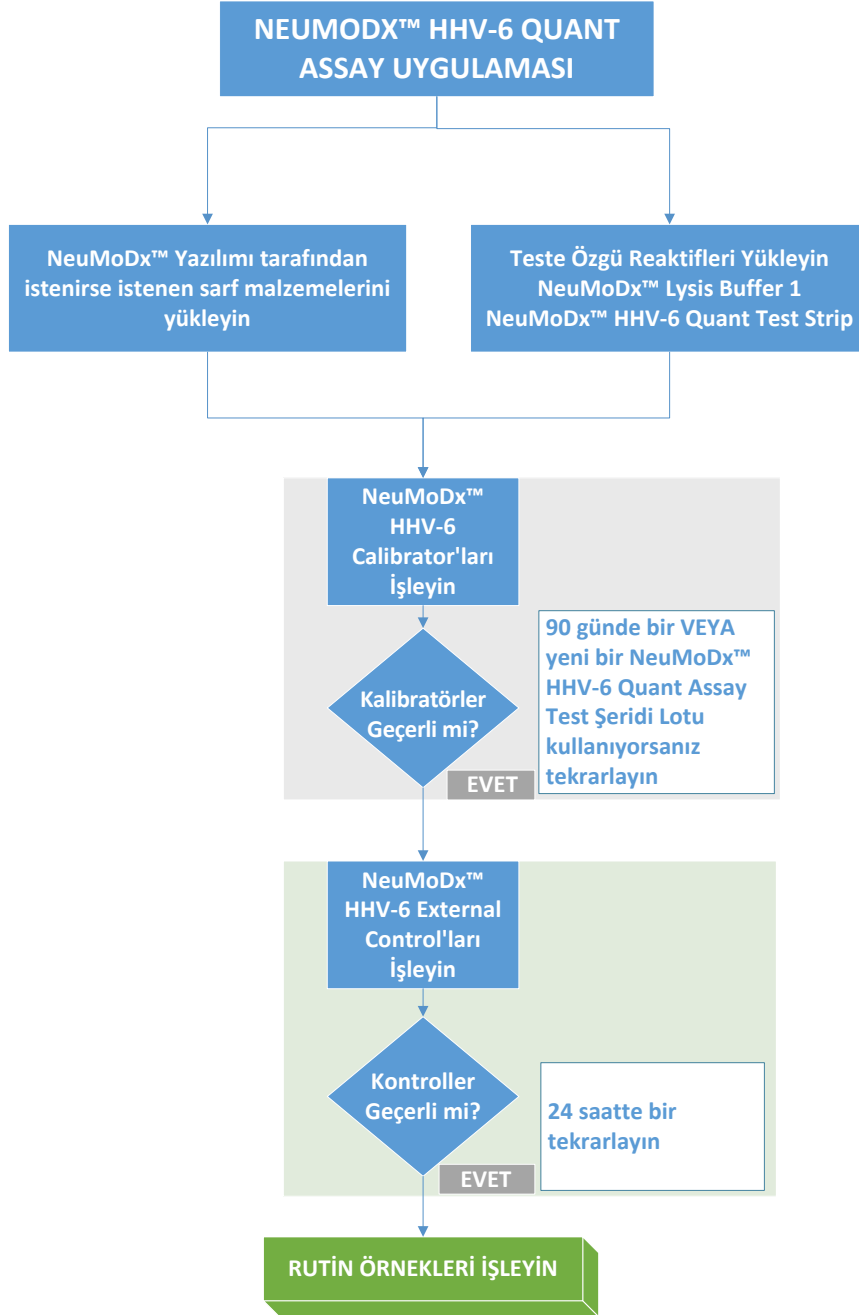 NEUMODX™ HHV-6 QUANT
ASSAY UYGULAMASI
NeuMoDx™ Yazılımı tarafından
istenirse istenen sarf malzemelerini
yükleyin
Teste Özgü Reaktifleri Yükleyin
NeuMoDx™ Lysis Buffer 1
NeuMoDx™ HHV-6 Quant Test Strip
NeuMoDx™
HHV-6
Calibrator'ları
İşleyin
Kalibratörler
Geçerli mi?
90 günde bir VEYA
yeni bir NeuMoDx™
HHV-6 Quant Assay
Test Şeridi Lotu
kullanıyorsanız
tekrarlayın
EVET
NeuMoDx™
HHV-6 External
Control'ları
İşleyin
Kontroller
Geçerli mi?
24 saatte bir
tekrarlayın
EVET
RUTİN ÖRNEKLERİ İŞLEYİN